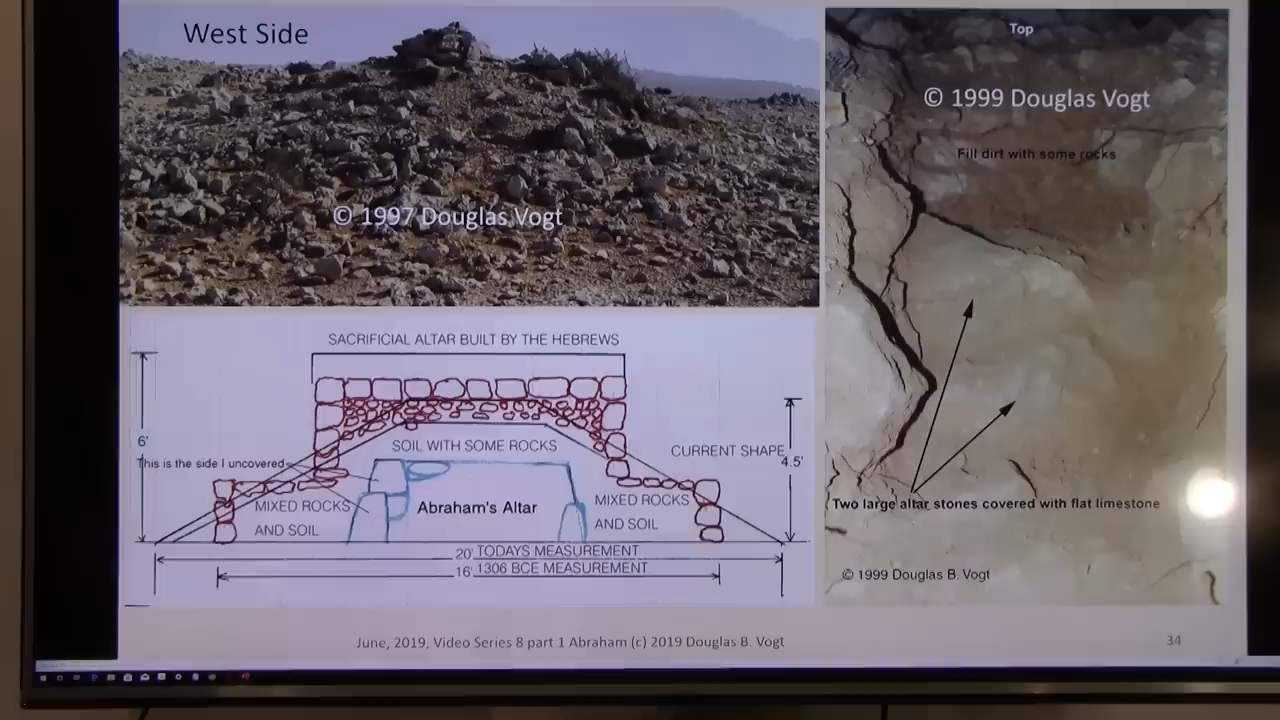 West Side
© 1997 Douglas Vogt
Top
© 1999 Douglas Vogt
Fill dirt with some rocks
Two large altar stones covered with flat limestone
© 1999 Douglas B. Vogt
SACRIFICIAL ALTAR BUILT BY THE HEBREWS
6'
SOIL WITH SOME ROCKS
CURRENT SHAPE
4.5'
This is the side I uncovered
MIXED ROCKS
AND SOIL
Abraham's Altar
MIXED ROCKS
AND SOIL
20' TODAYS MEASUREMENT
16' 1306 BCE MEASUREMENT
June, 2019, Video Series 8 part 1 Abraham (c) 2019 Douglas B. Vogt
34